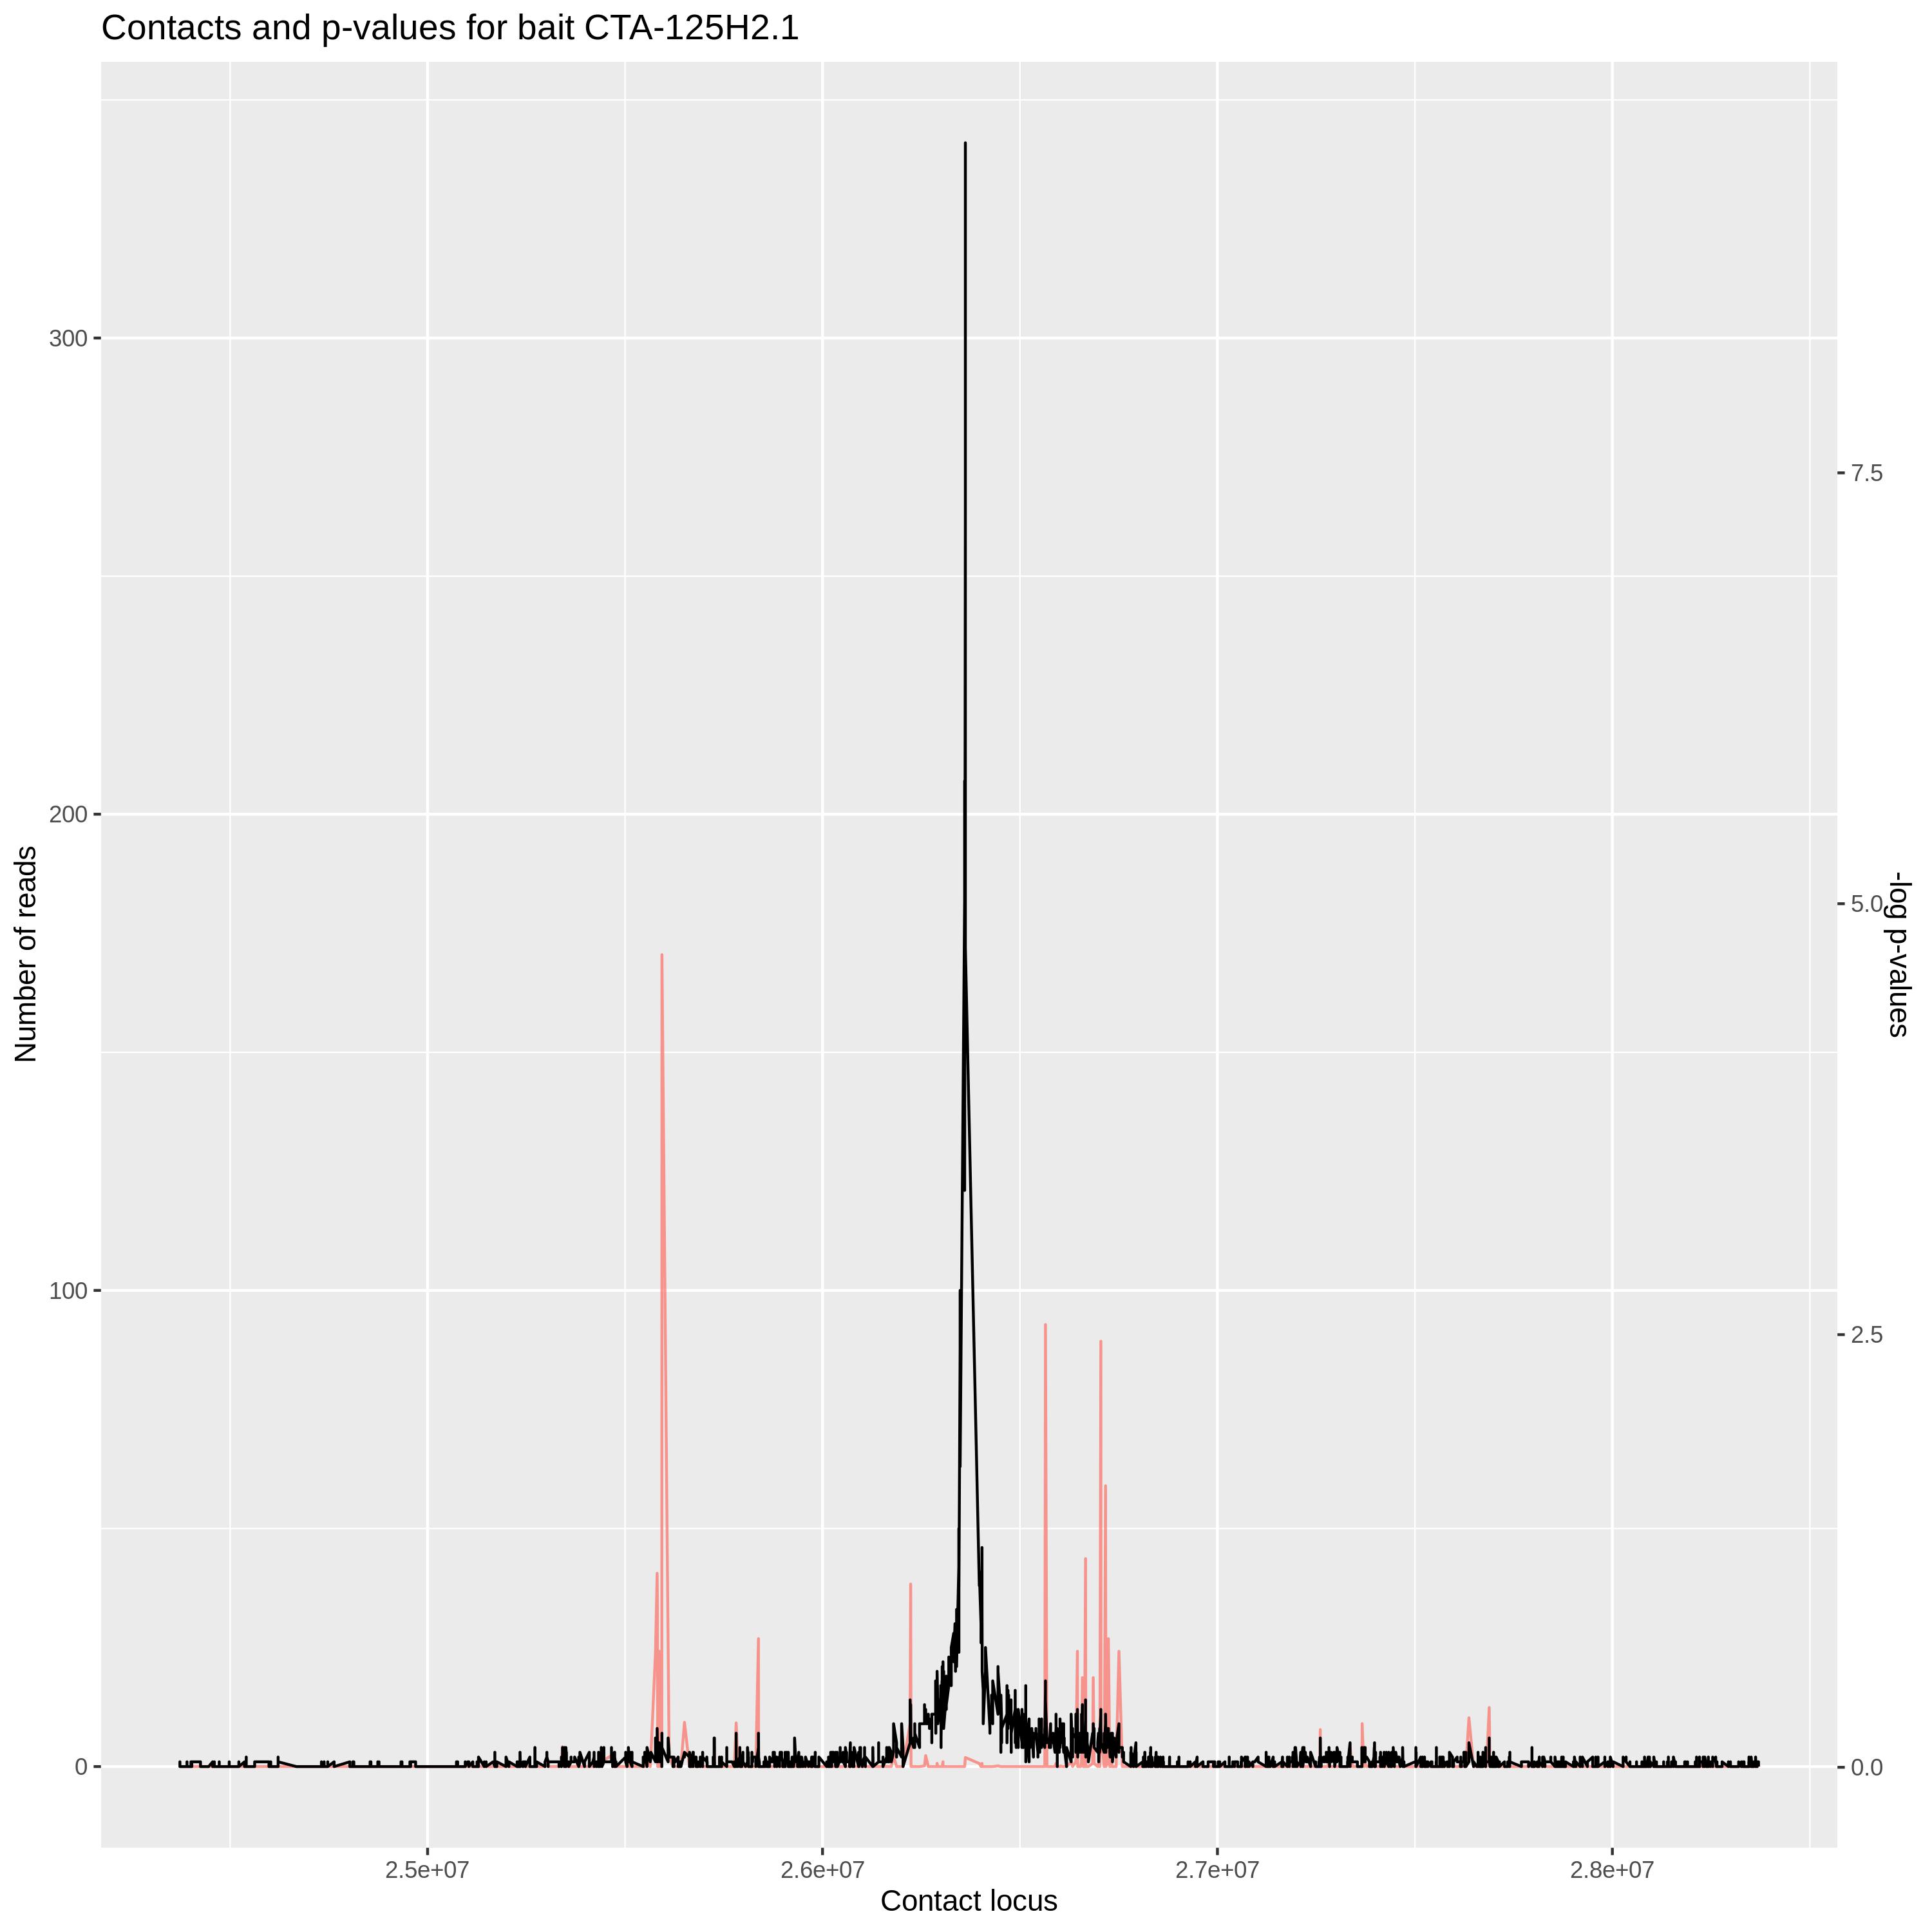 Contacts and p-values for bait CTA-125H2.1
300
200
100
0
Number of reads
7.5
5.0
2.5
0.0
-log p-values
2.5e+07
2.6e+07
2.7e+07
2.8e+07
Contact locus